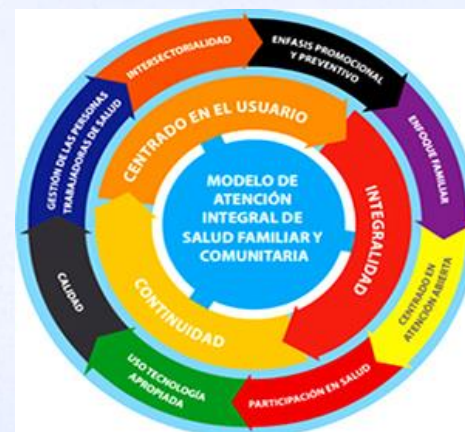 MODELO DE
ATENCIÓN
INTEGRAL DE
SALUD FAMILIAR Y
COMUNITARIA
CENTRADO EN EL USUARIO
INTEGRALIDAD
CONTINUIDAD
INTERSECTORIALIDAD
ENFASIS PROMOCIONAL
Y PREVENTIVO
ENFOQUE FAMILIAR
CENTRADO EN
ATENCIÓN ABIERTA
PARTICIPACIÓN EN SALUD
USO TECNOLOGÍA
APROPIADA
CALIDAD
GESTIÓN DE LAS PERSONAS
TRABAJADORAS DE SALUD